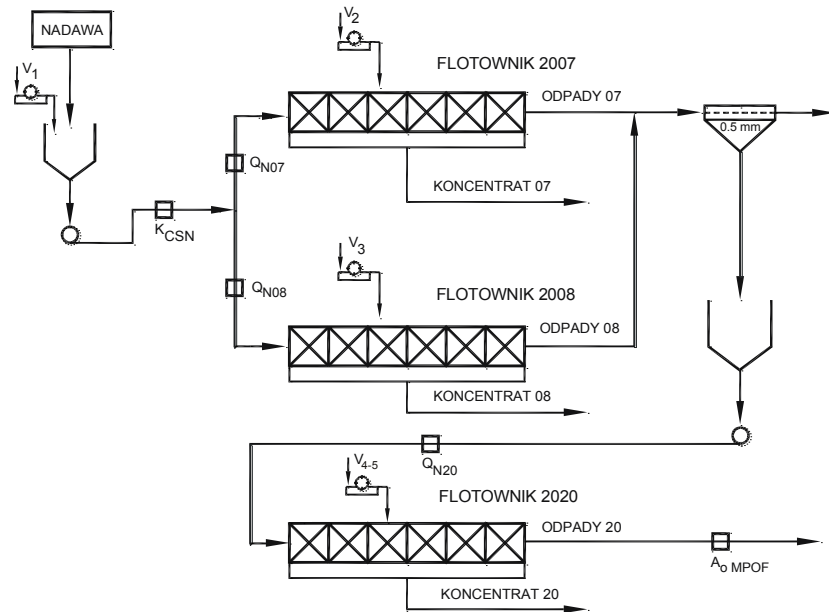 NADAWA
V1
V2
FLOTOWNIK 2007
ODPADY 07
0.5 mm
QN07
KONCENTRAT 07
KCSN
V3
QN08
FLOTOWNIK 2008
ODPADY 08
KONCENTRAT 08
QN20
V4-5
FLOTOWNIK 2020
ODPADY 20
Ao MPOF
KONCENTRAT 20